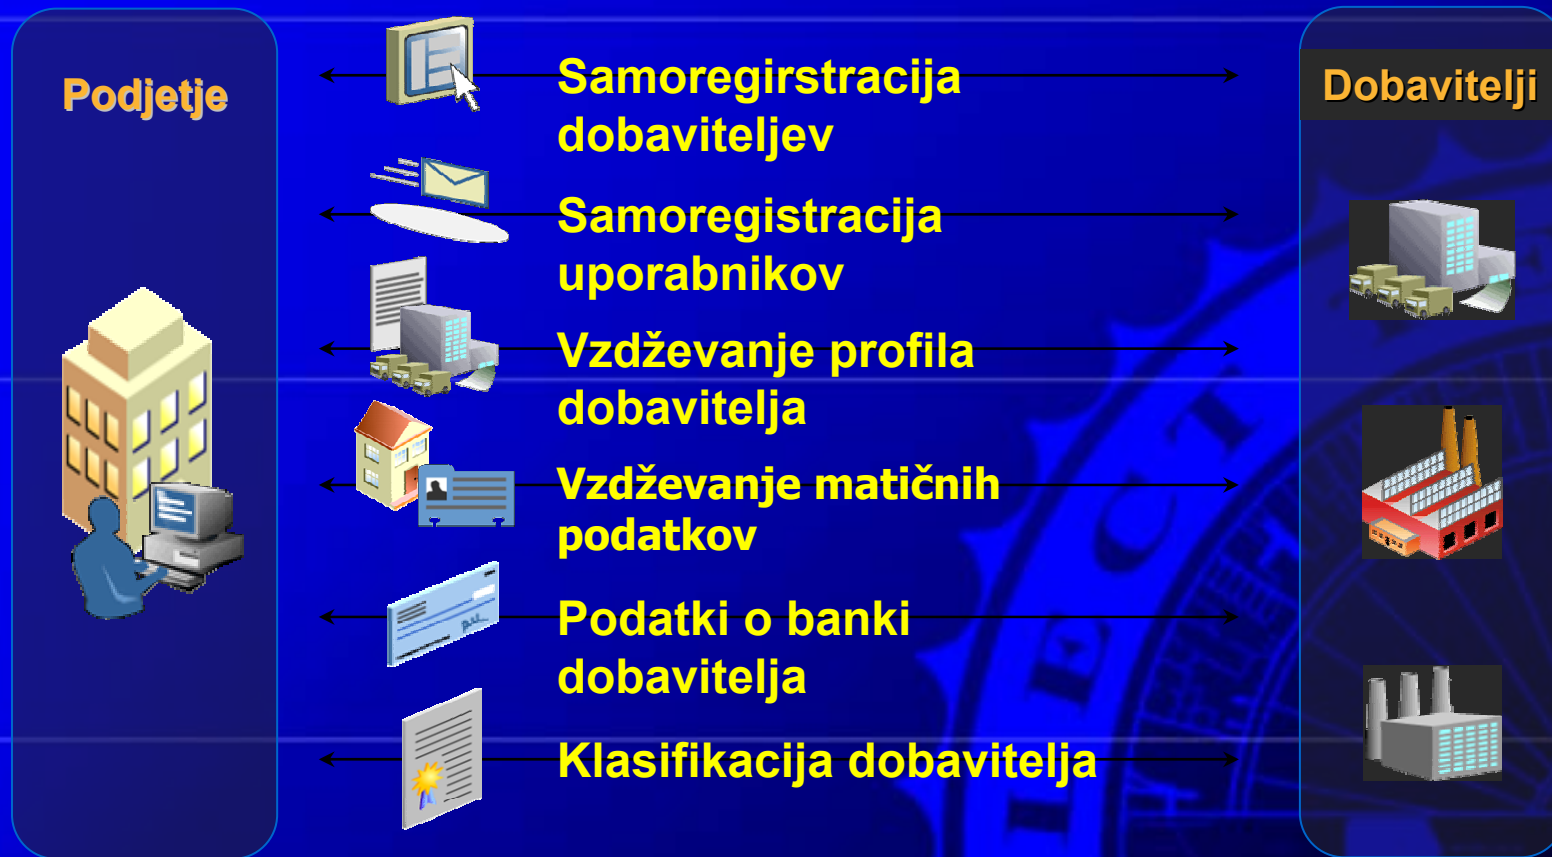 Podjetje
Samoregirstracija
dobaviteljev
Samoregistracija
uporabnikov
Vzdževanje profila
dobavitelja
Vzdževanje matičnih
podatkov
Podatki o banki
dobavitelja
Klasifikacija dobavitelja
Dobavitelji